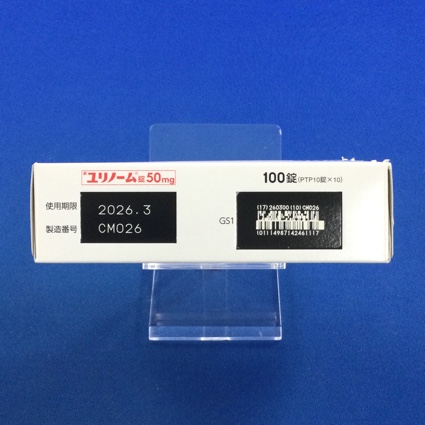 ユリノーム®錠50mg
100錠(PTP10錠×10)
使用期限 2026.3
製造番号 CM026
GS1
(17)260300(10)CM026
(01)14987142461117